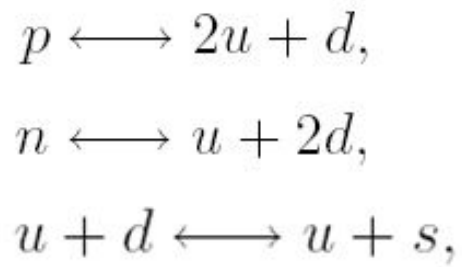 p ⟷ 2u + d,
n ⟷ u + 2d,
u + d ⟷ u + s,